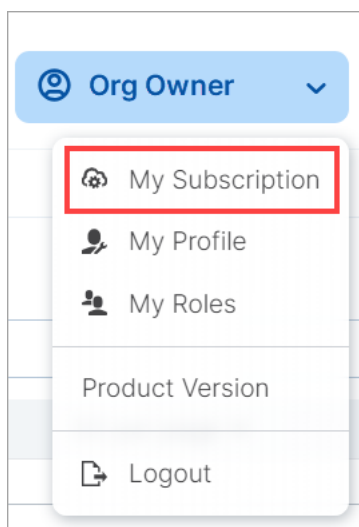 Org Owner
My Subscription
My Profile
My Roles
Product Version
Logout